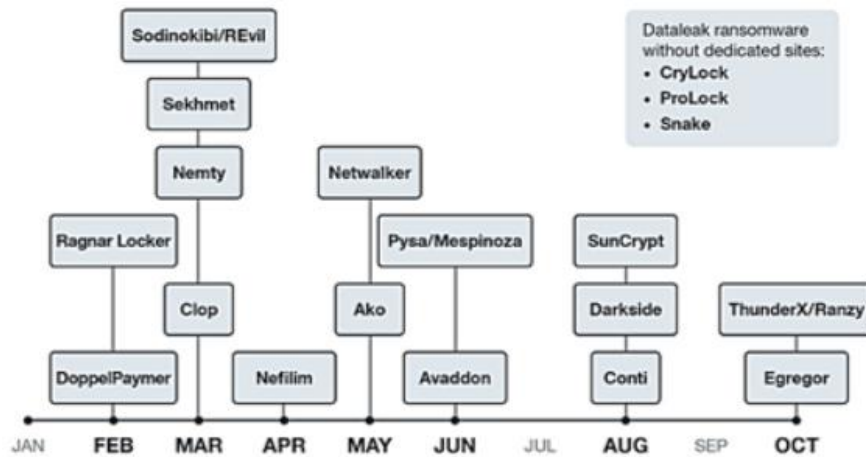 Sodinokibi/REvil
Sekhmet
Nemty
Netwalker
Ragnar Locker
Pysa/Mespinoza
SunCrypt
Clop
Ako
Darkside
ThunderX/Ranzy
DoppelPaymer
Nefilim
Avaddon
Conti
Egregor
JAN
FEB
MAR
APR
MAY
JUN
JUL
AUG
SEP
OCT
Dataleak ransomware
without dedicated sites:
• CryLock
• ProLock
• Snake